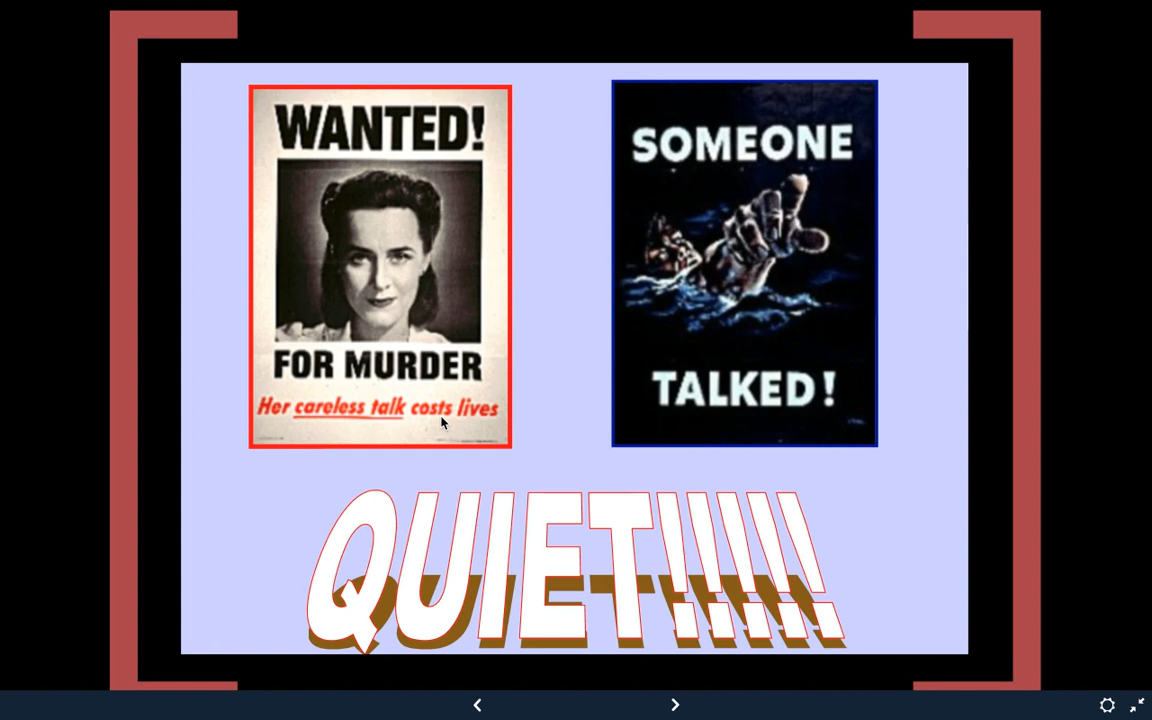 WANTED!
FOR MURDER
Her careless talk costs lives
SOMEONE
TALKED!
QUIET!!!!!